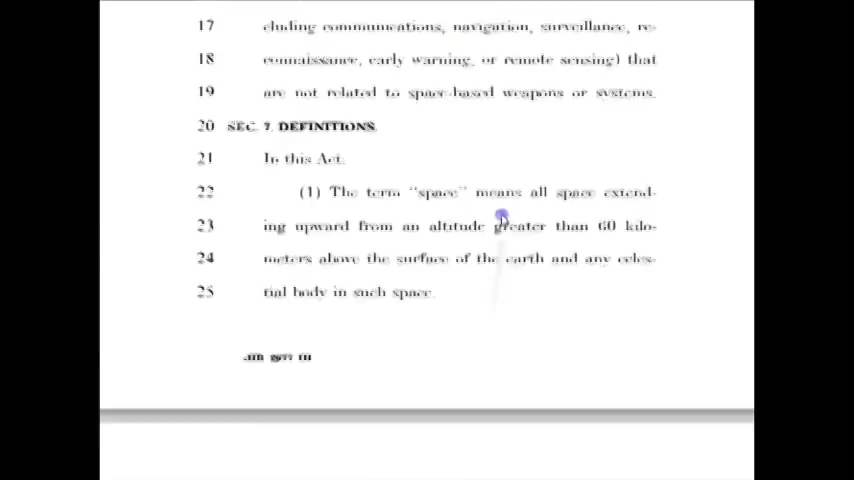 17 cluding communications, navigation, surveillance, re-
18 connaissance, early warning, or remote sensing) that
19 are not related to space-based weapons or systems.
20 SEC. 7. DEFINITIONS.
21 In this Act:
22 (1) The term “space” means all space extend-
23 ing upward from an altitude greater than 60 kilo-
24 meters above the surface of the earth and any celes-
25 tial body in such space.